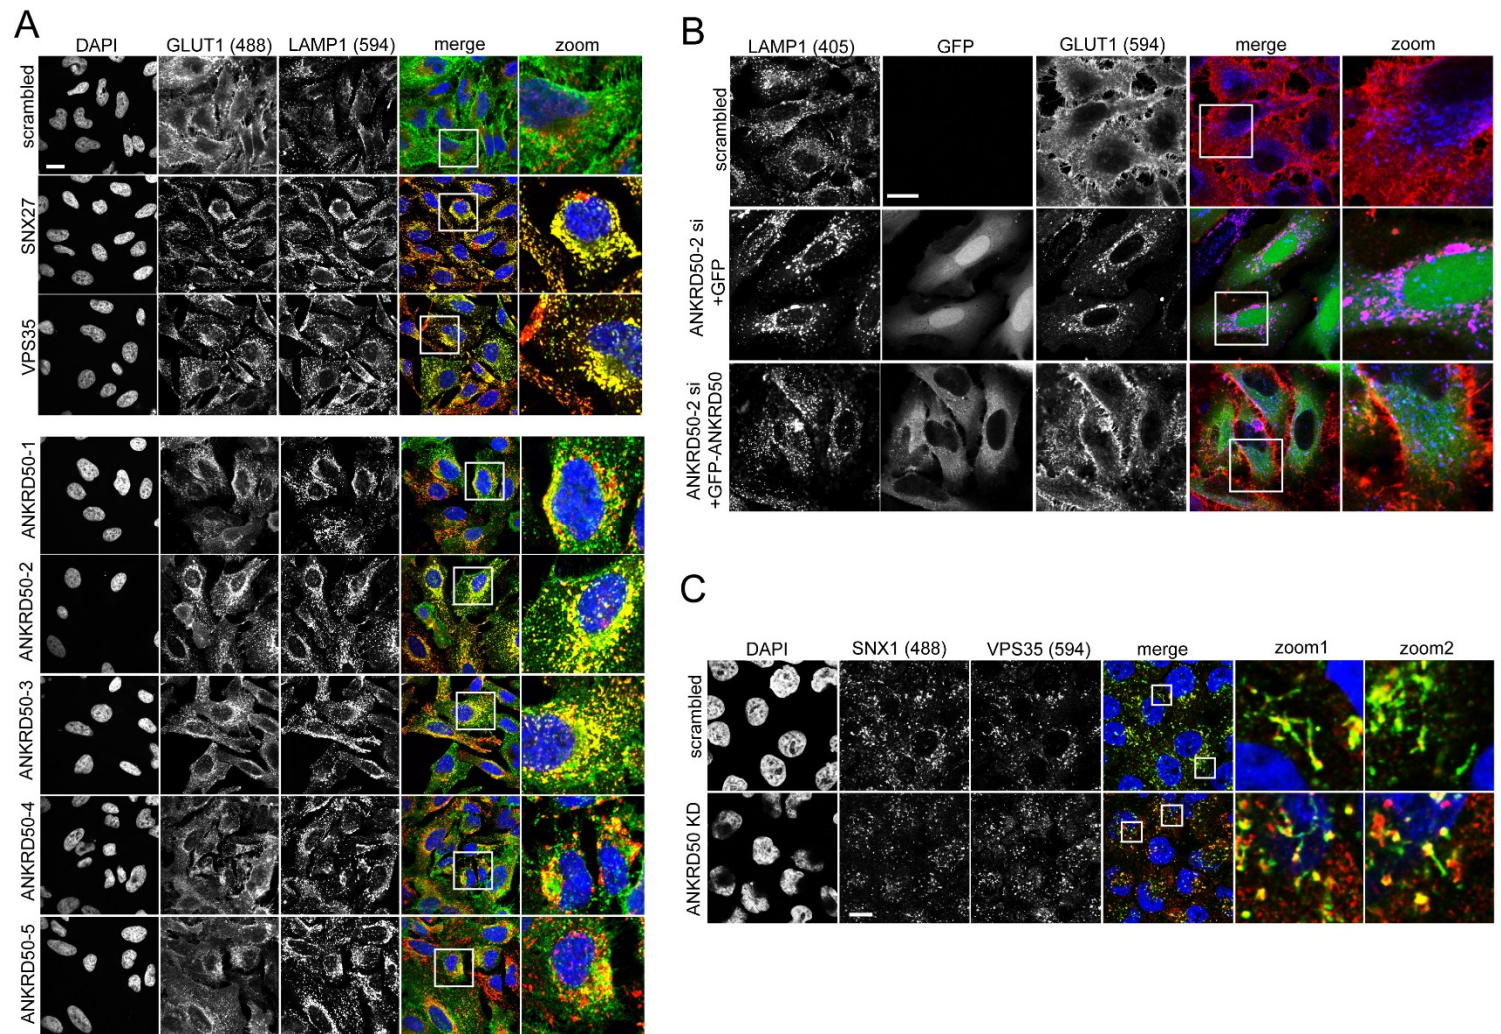 A
DAPI GLUT1 (488) LAMP1 (594) merge zoom
scrambled
SNX27
VPS35
ANKRD50-1
ANKRD50-2
ANKRD50-3
ANKRD50-4
ANKRD50-5
B
LAMP1 (405) GFP GLUT1 (594) merge zoom
scrambled
ANKRD50-2 si
+GFP
ANKRD50-2 si
+GFP-ANKRD50
C
DAPI SNX1 (488) VPS35 (594) merge zoom1 zoom2
scrambled
ANKRD50 KD